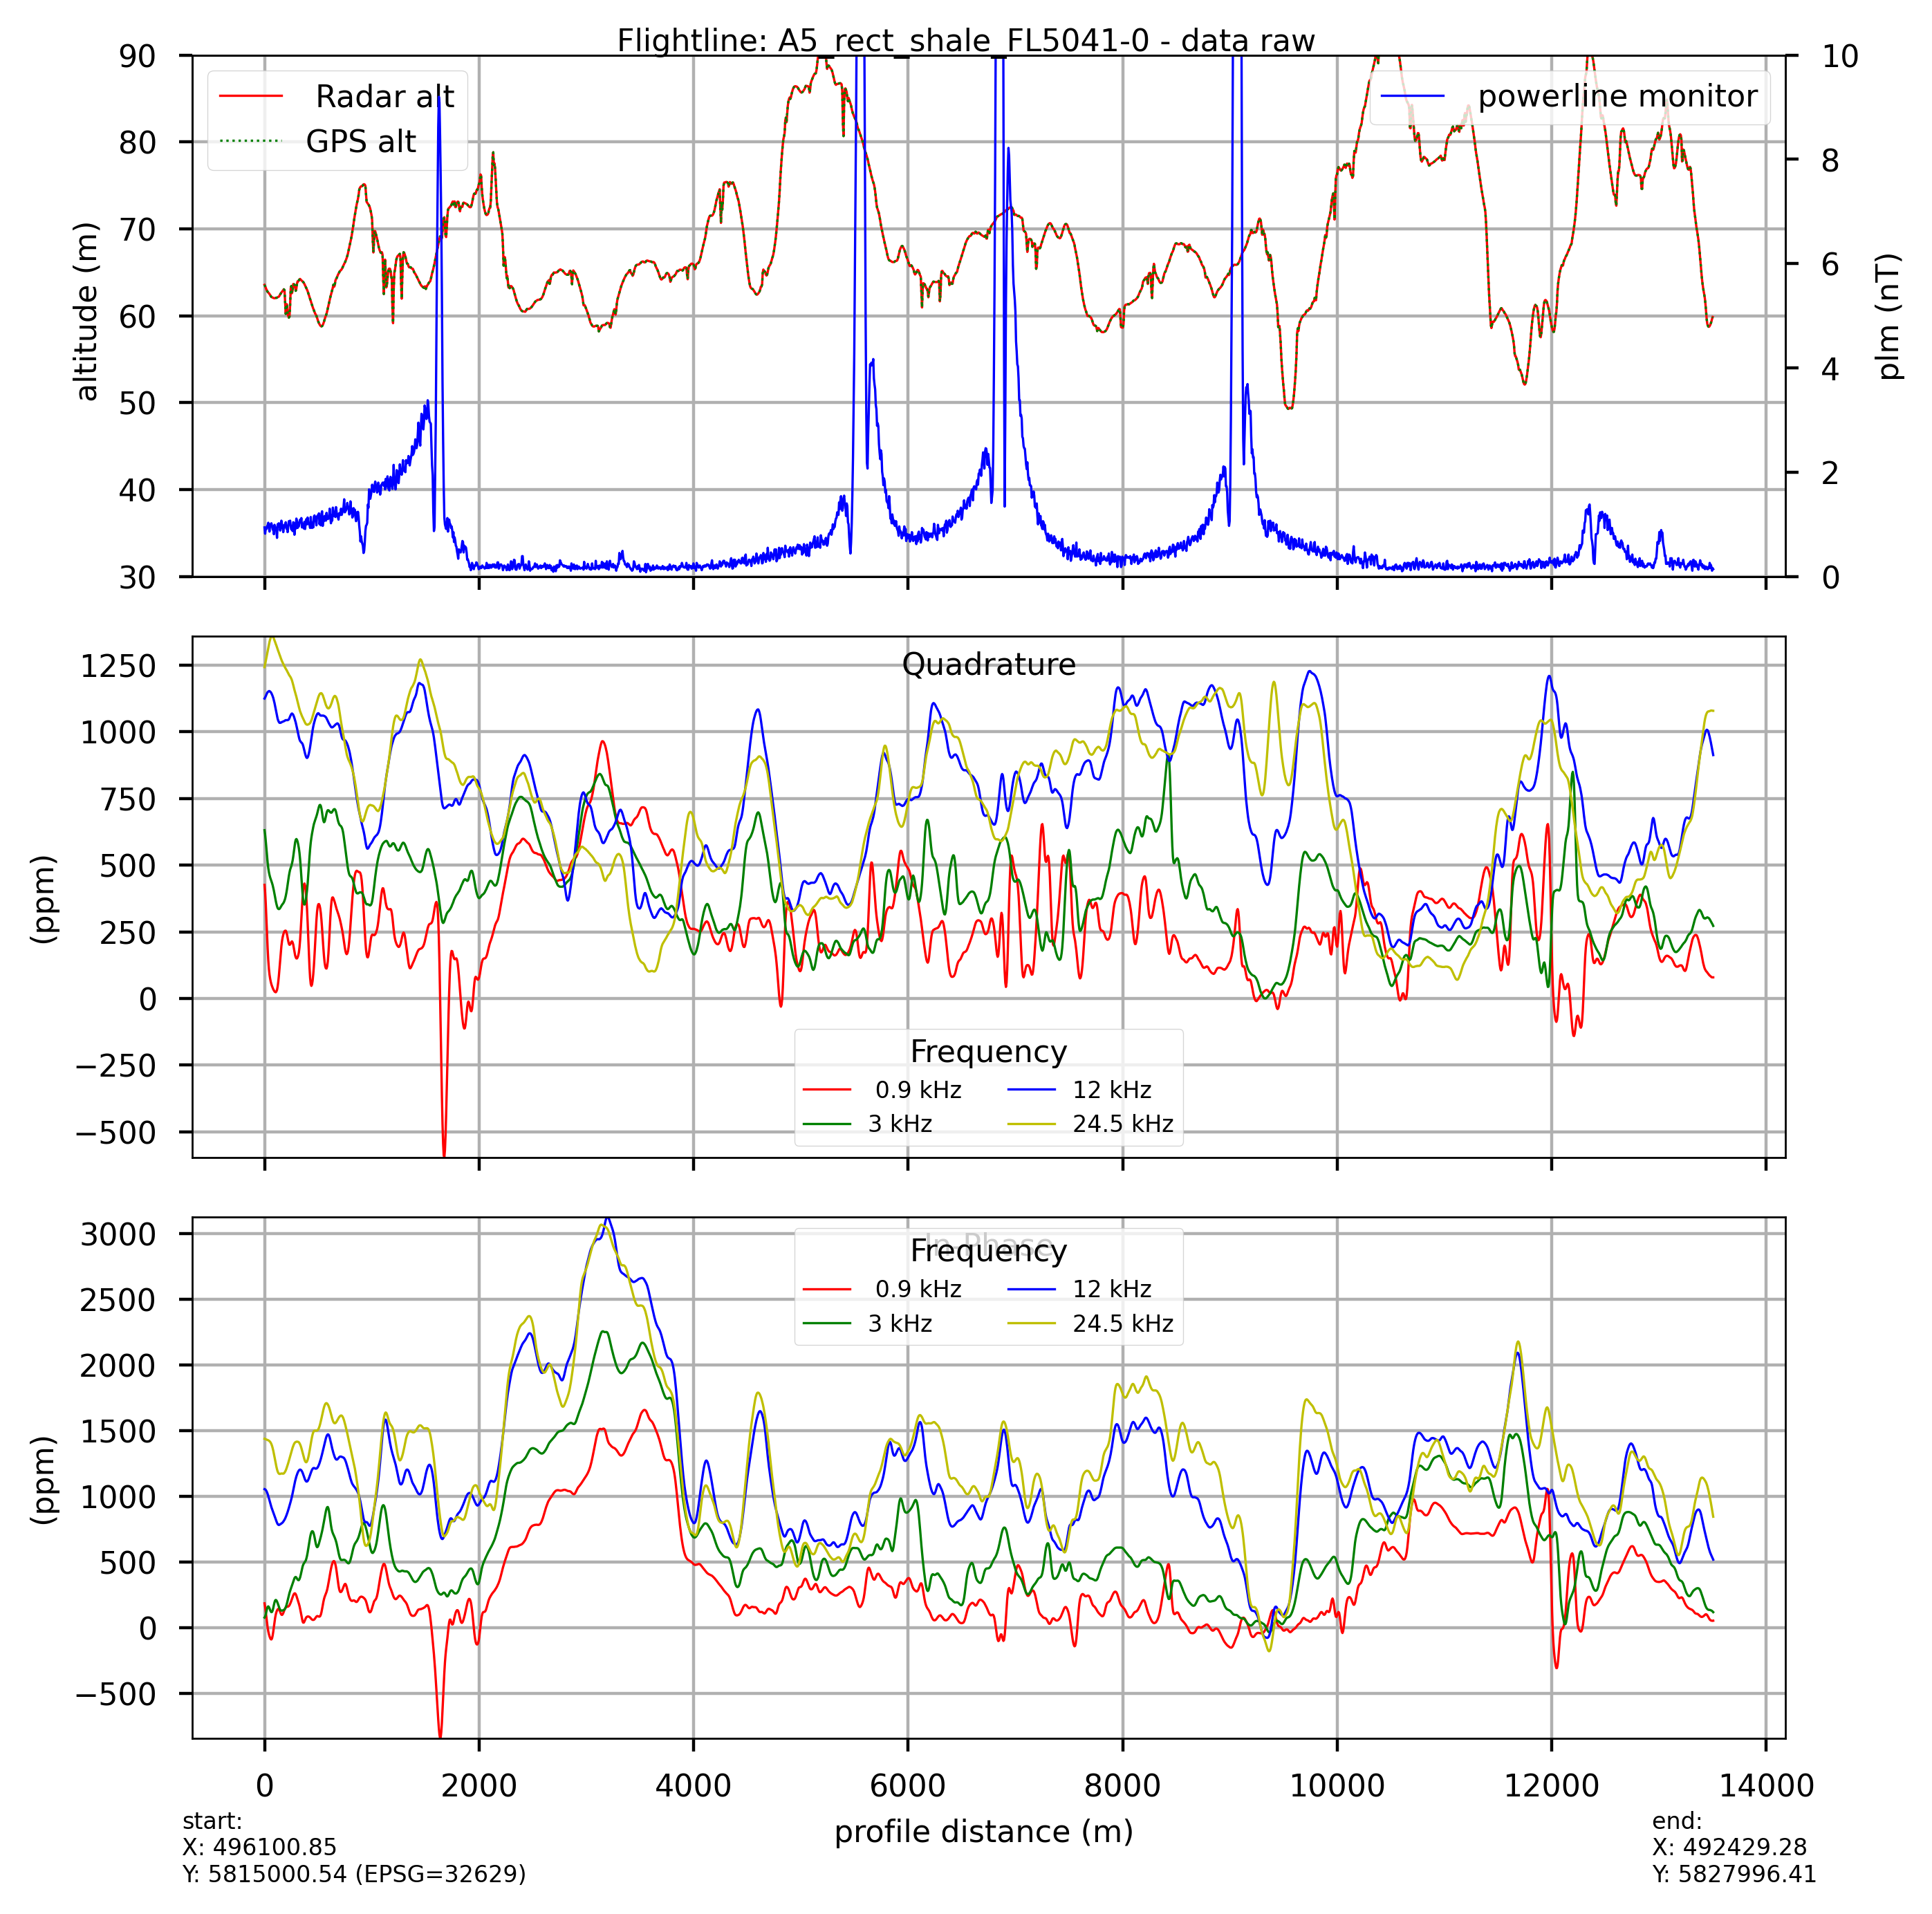 Flightline: A5_rect_shale_FL5041-0 - data raw
90
80
70
60
50
40
30
altitude (m)
Radar alt
GPS alt
powerline monitor
10
8
6
4
2
0
plm (nT)
Quadrature
1250
1000
750
500
250
0
−250
−500
(ppm)
Frequency
0.9 kHz
3 kHz
12 kHz
24.5 kHz
In-Phase
Frequency
0.9 kHz
3 kHz
12 kHz
24.5 kHz
3000
2500
2000
1500
1000
500
0
−500
(ppm)
0 2000 4000 6000 8000 10000 12000 14000
profile distance (m)
start:
X: 496100.85
Y: 5815000.54 (EPSG=32629)
end:
X: 492429.28
Y: 5827996.41